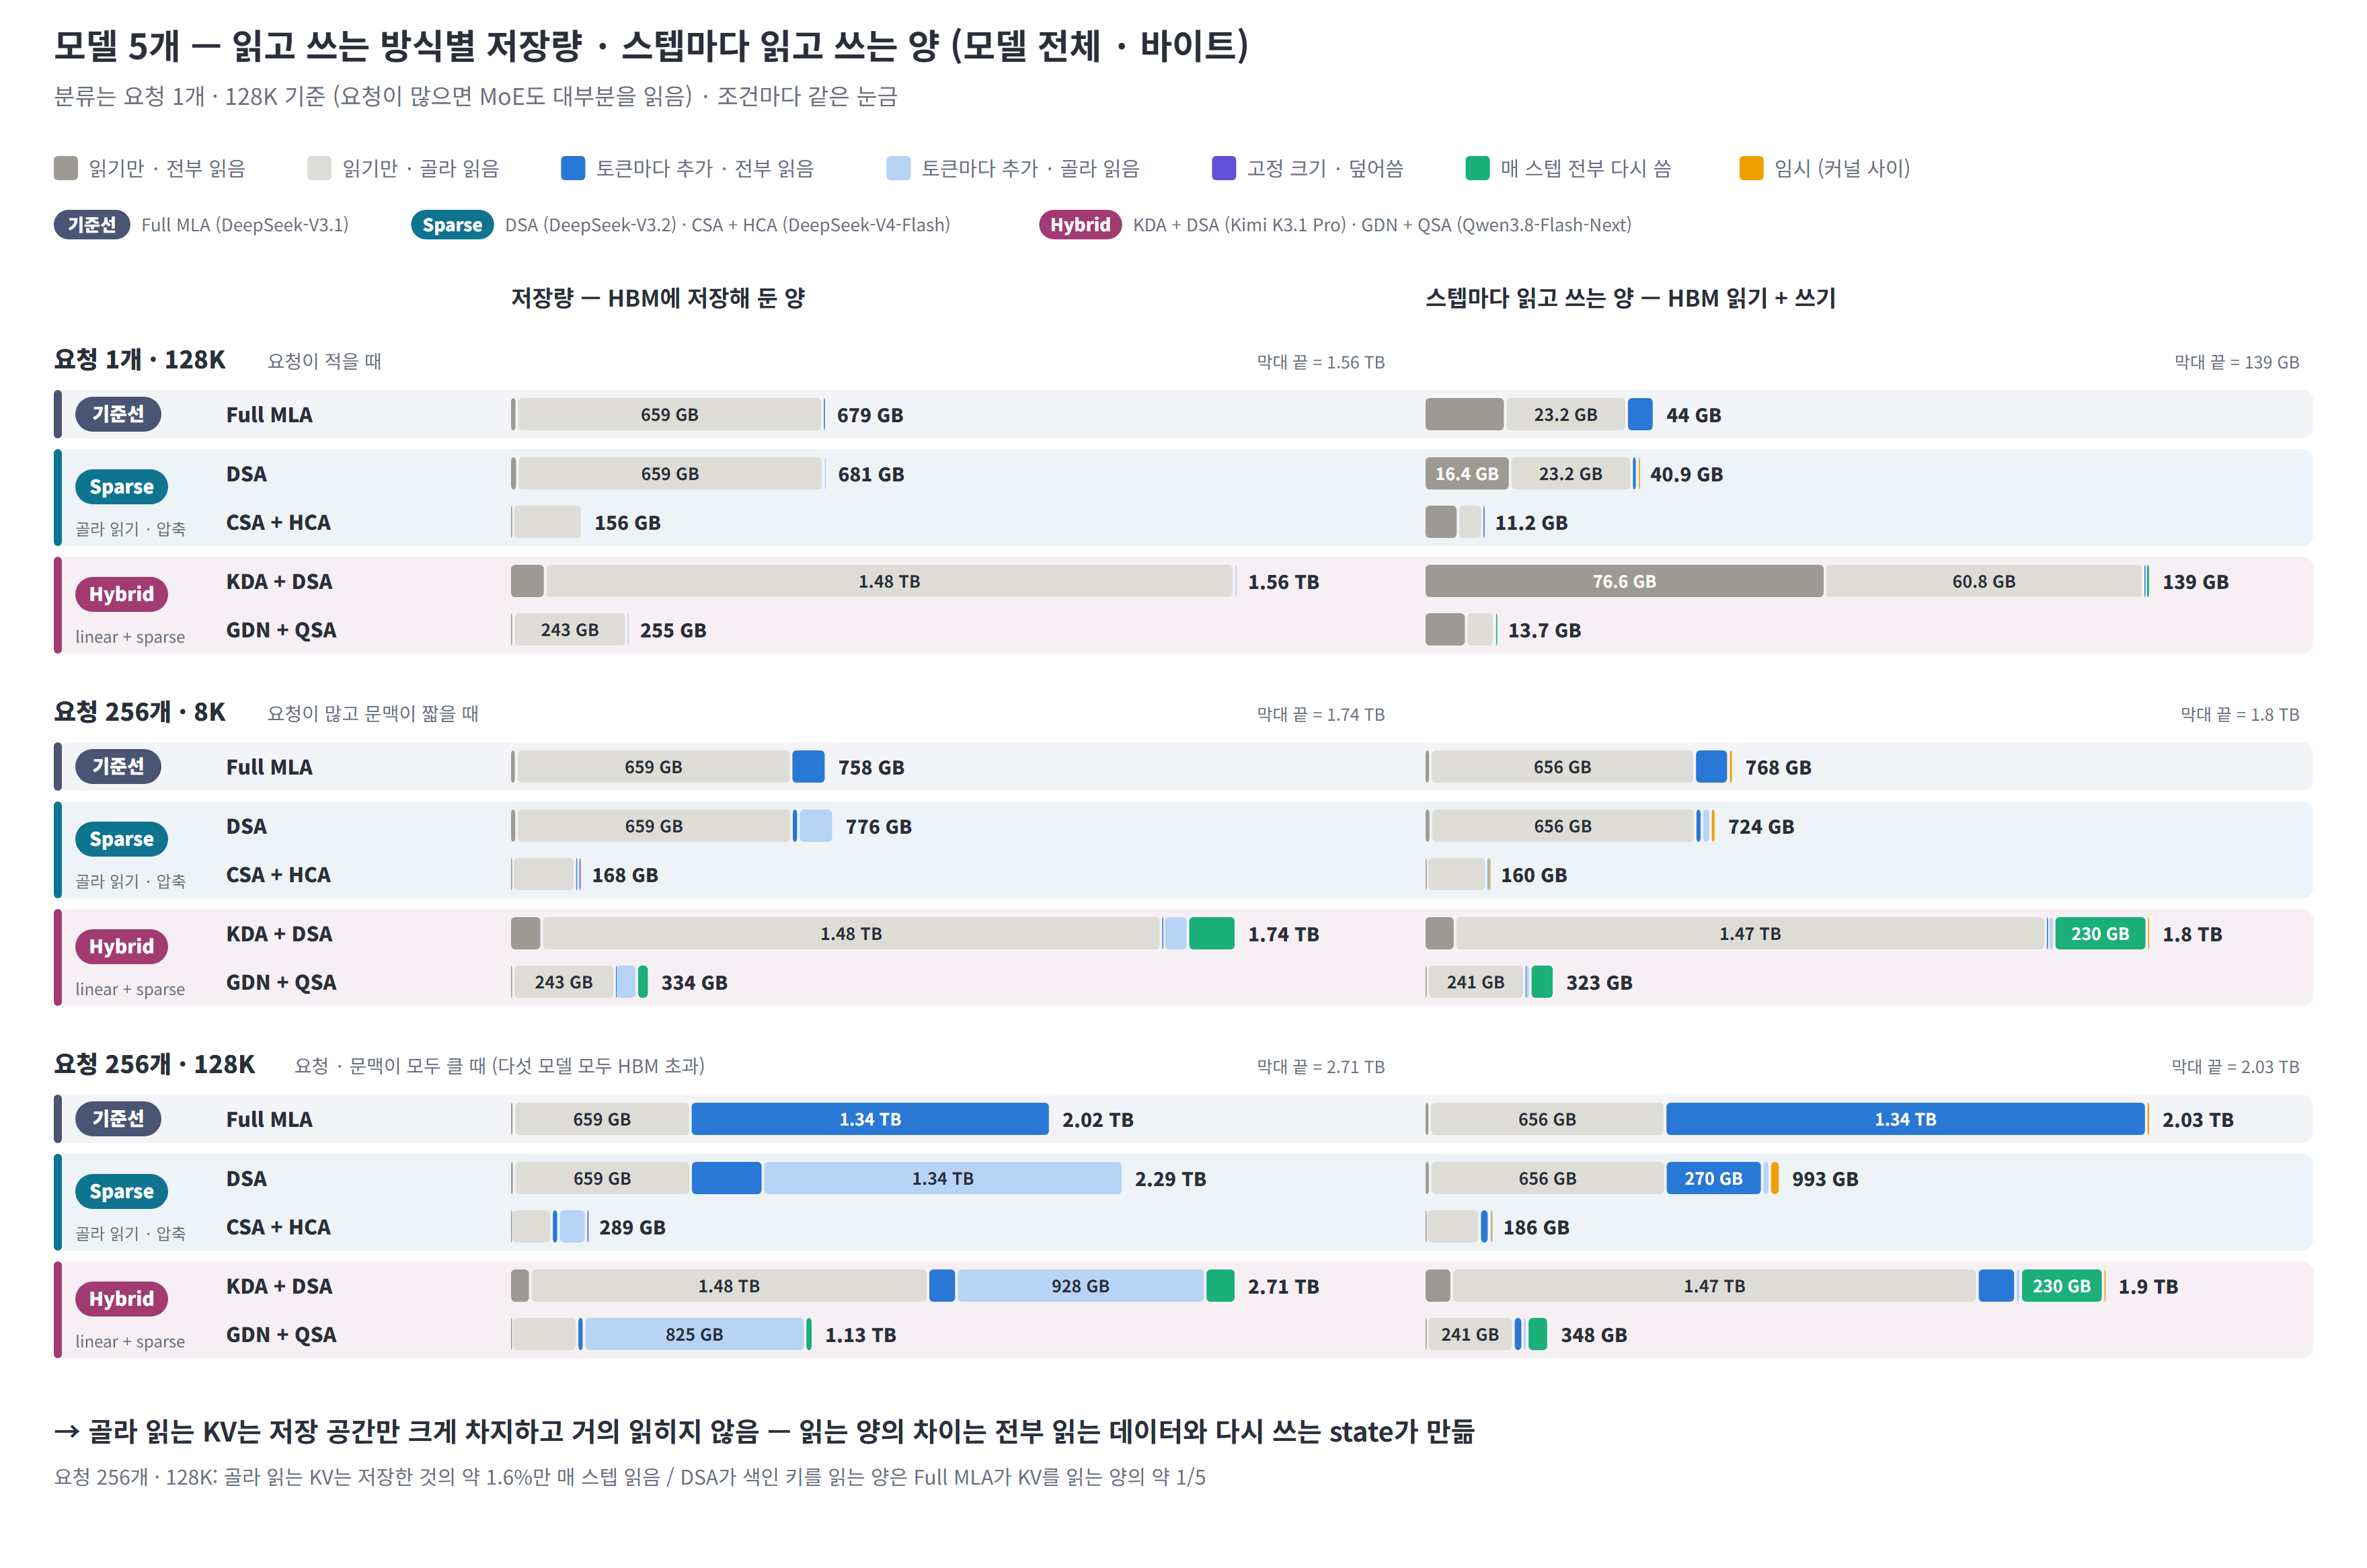 모델 5개 — 읽고 쓰는 방식별 저장량 · 스텝마다 읽고 쓰는 양 (모델 전체 · 바이트)
분류는 요청 1개 · 128K 기준 (요청이 많으면 MoE도 대부분을 읽음) · 조건마다 같은 눈금
읽기만 · 전부 읽음 읽기만 · 골라 읽음 토큰마다 추가 · 전부 읽음 토큰마다 추가 · 골라 읽음 고정 크기 · 덮어씀 매 스텝 전부 다시 씀 임시 (커널 사이)
기준선 Full MLA (DeepSeek-V3.1) Sparse DSA (DeepSeek-V3.2) · CSA + HCA (DeepSeek-V4-Flash) Hybrid KDA + DSA (Kimi K3.1 Pro) · GDN + QSA (Qwen3.8-Flash-Next)
저장량 — HBM에 저장해 둔 양 스텝마다 읽고 쓰는 양 — HBM 읽기 + 쓰기
요청 1개 · 128K 요청이 적을 때 막대 끝 = 1.56 TB 막대 끝 = 139 GB
기준선 Full MLA 659 GB 679 GB 23.2 GB 44 GB
Sparse DSA 659 GB 681 GB 16.4 GB 23.2 GB 40.9 GB
골라 읽기 · 압축 CSA + HCA 156 GB 11.2 GB
Hybrid KDA + DSA 1.48 TB 1.56 TB 76.6 GB 60.8 GB 139 GB
linear + sparse GDN + QSA 243 GB 255 GB 13.7 GB
요청 256개 · 8K 요청이 많고 문맥이 짧을 때 막대 끝 = 1.74 TB 막대 끝 = 1.8 TB
기준선 Full MLA 659 GB 758 GB 656 GB 768 GB
Sparse DSA 659 GB 776 GB 656 GB 724 GB
골라 읽기 · 압축 CSA + HCA 168 GB 160 GB
Hybrid KDA + DSA 1.48 TB 1.74 TB 1.47 TB 230 GB 1.8 TB
linear + sparse GDN + QSA 243 GB 334 GB 241 GB 323 GB
요청 256개 · 128K 요청 · 문맥이 모두 클 때 (다섯 모델 모두 HBM 초과) 막대 끝 = 2.71 TB 막대 끝 = 2.03 TB
기준선 Full MLA 659 GB 1.34 TB 2.02 TB 656 GB 1.34 TB 2.03 TB
Sparse DSA 659 GB 1.34 TB 2.29 TB 656 GB 270 GB 993 GB
골라 읽기 · 압축 CSA + HCA 289 GB 186 GB
Hybrid KDA + DSA 1.48 TB 928 GB 2.71 TB 1.47 TB 230 GB 1.9 TB
linear + sparse GDN + QSA 825 GB 1.13 TB 241 GB 348 GB
→ 골라 읽는 KV는 저장 공간만 크게 차지하고 거의 읽히지 않음 — 읽는 양의 차이는 전부 읽는 데이터와 다시 쓰는 state가 만듦
요청 256개 · 128K: 골라 읽는 KV는 저장한 것의 약 1.6%만 매 스텝 읽음 / DSA가 색인 키를 읽는 양은 Full MLA가 KV를 읽는 양의 약 1/5